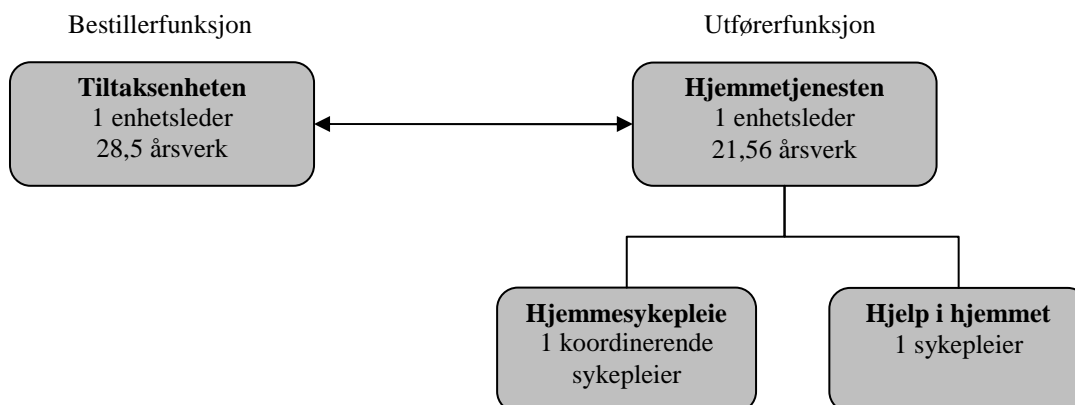 Bestillerfunksjon
Utførerfunksjon
Tiltaksenheten
1 enhetsleder
28,5 årsverk
Hjemmetjenesten
1 enhetsleder
21,56 årsverk
Hjemmesykepleie
1 koordinerende
sykepleier
Hjelp i hjemmet
1 sykepleier